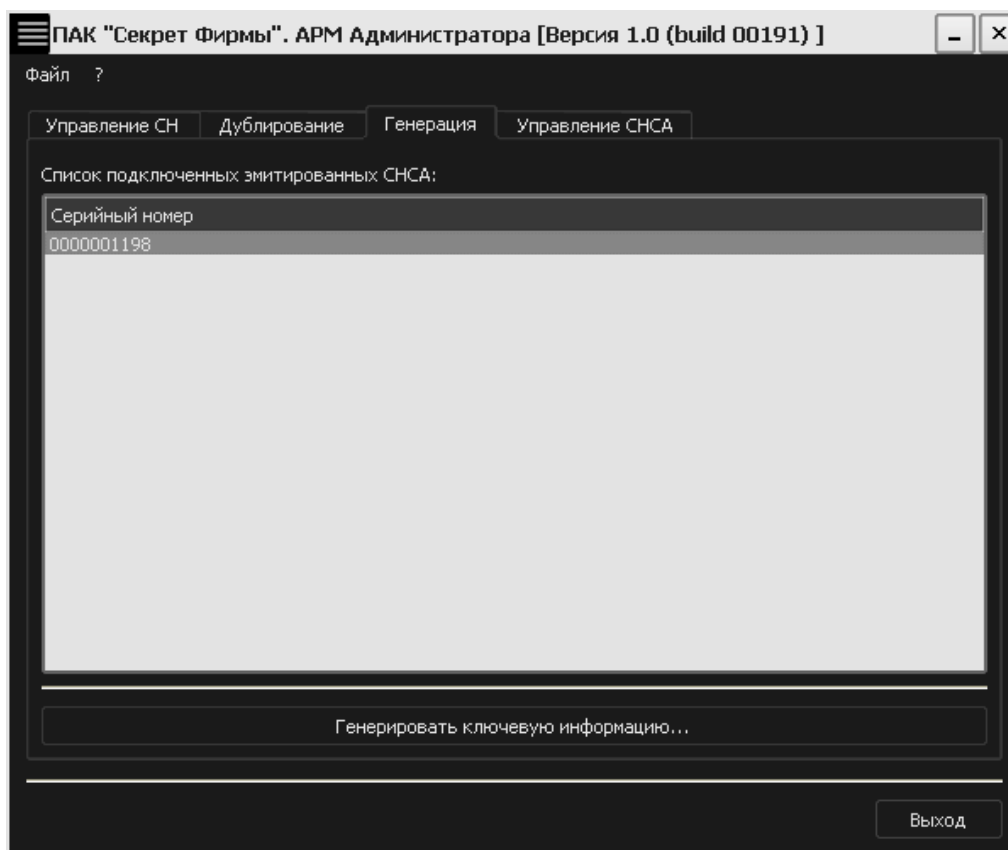 ПАК "Секрет Фирмы". АРМ Администратора [Версия 1.0 (build 00191) ]
Файл ?
Управление СН Дублирование Генерация Управление СНСА
Список подключенных эмитированных СНСА:
Серийный номер
0000001198
Генерировать ключевую информацию...
Выход